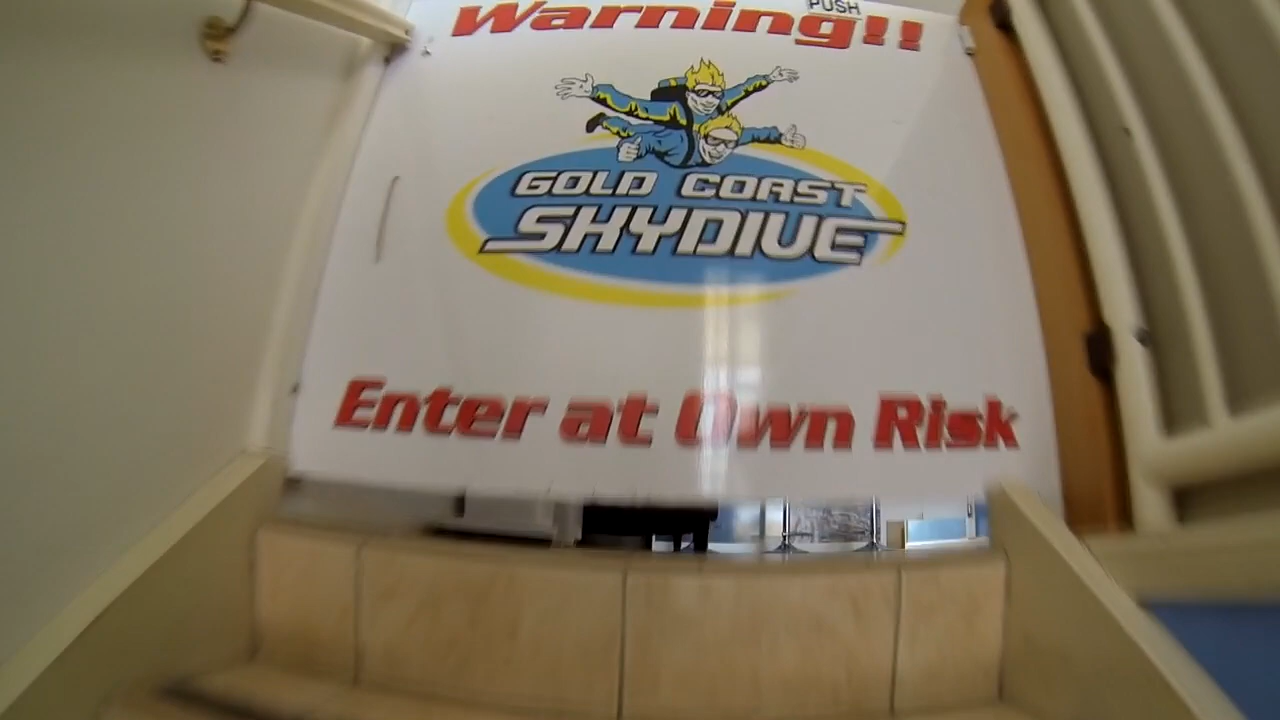 PUSH
Warning!!
GOLD COAST
SKYDIVE
Enter at Own Risk